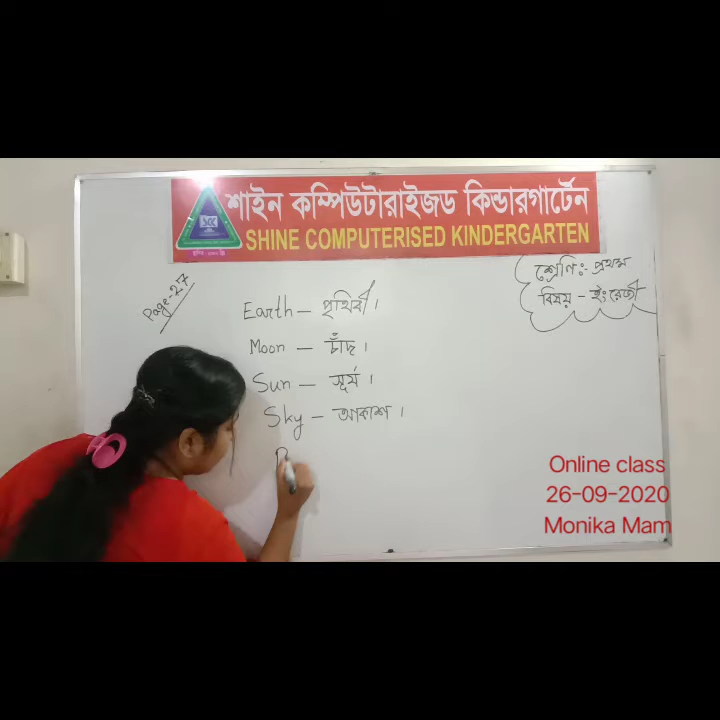 শাইন কম্পিউটারাইজড কিন্ডারগার্টেন
SHINE COMPUTERISED KINDERGARTEN
শ্রেণি:- প্রথম
বিষয় - ইংরেজী
Page-27
Earth – পৃথিবী।
Moon – চাঁদ।
Sun – সূর্য।
Sky – আকাশ।
Online class
26-09-2020
Monika Mam